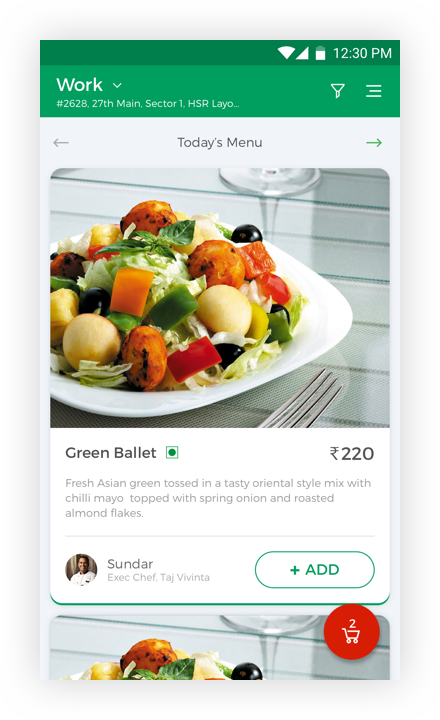 12:30 PM
Work
#2628, 27th Main, Sector 1, HSR Layo...
Today's Menu
Green Ballet ₹220
Fresh Asian green tossed in a tasty oriental style mix with
chilli mayo topped with spring onion and roasted
almond flakes.
Sundar
Exec Chef, Taj Vivinta
+ ADD
2